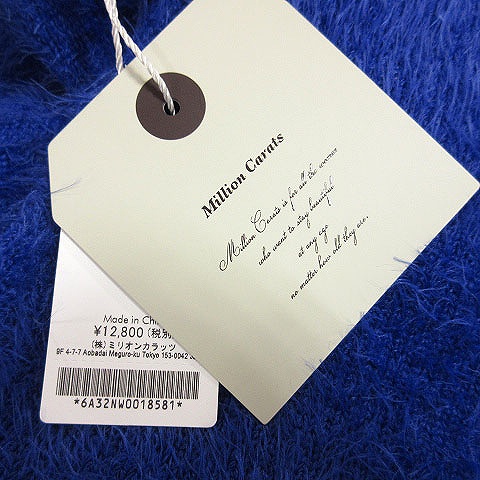 Million Carats
Million Carats is for all the women
who want to stay beautiful
at any age
no matter how old they are.
Made in Chi
¥12,800 (税別
(株)ミリオンカラッツ
9F 4-7-7 Aobadai Meguro-ku Tokyo 153-0042
*6A32NW0018581*